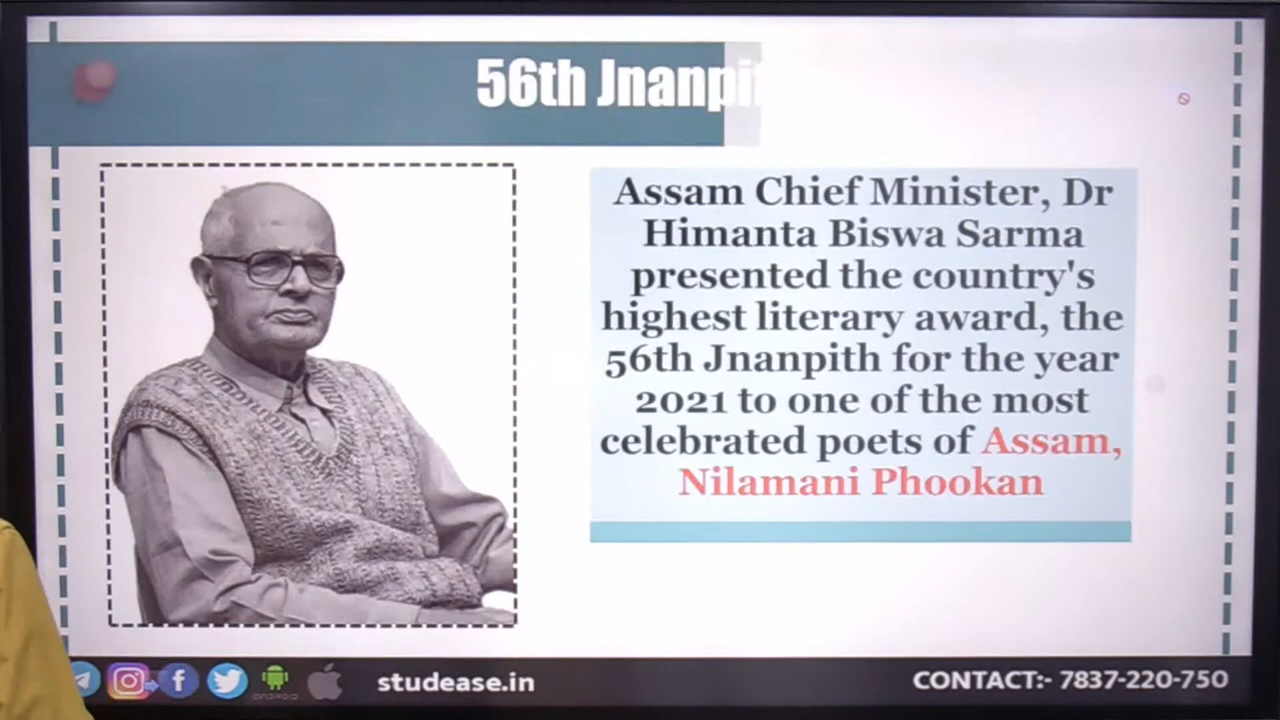 56th Jnanpi
Assam Chief Minister, Dr
Himanta Biswa Sarma
presented the country's
highest literary award, the
56th Jnanpith for the year
2021 to one of the most
celebrated poets of Assam,
Nilamani Phookan
ANDROID
studease.in
CONTACT:- 7837-220-750